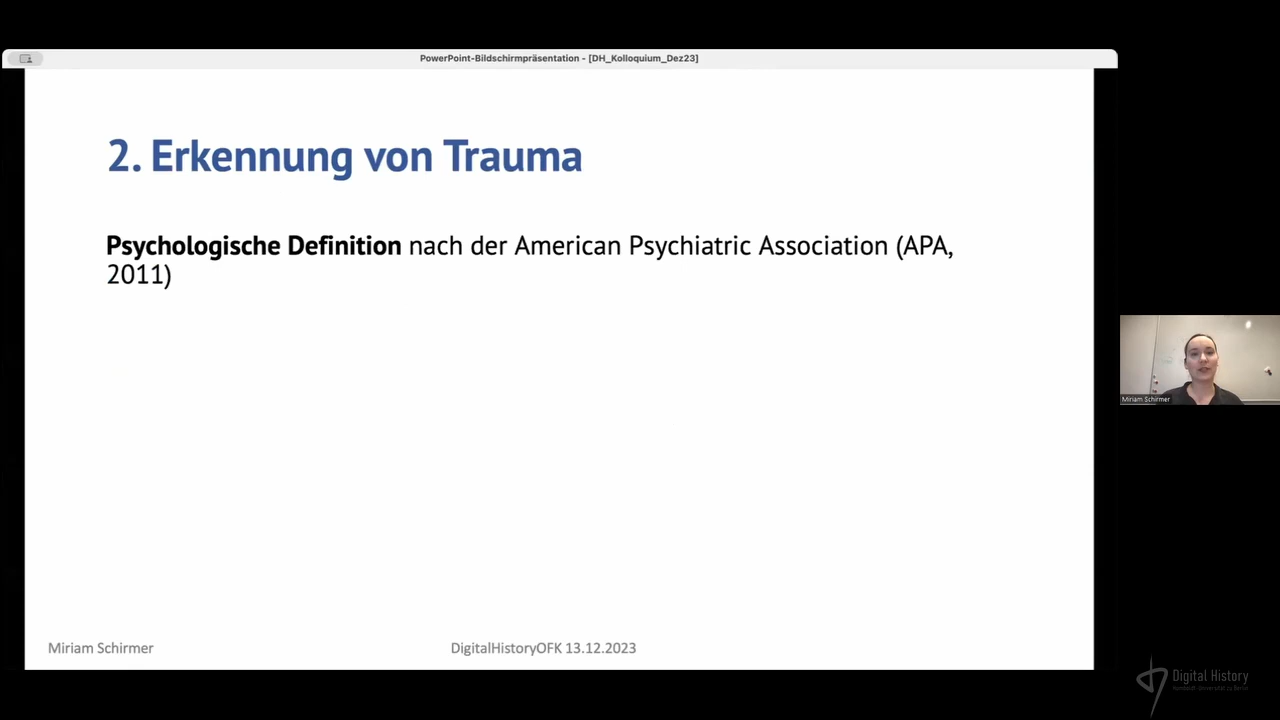 PowerPoint-Bildschirmpräsentation - [DH_Kolloquium_Dez23]
2. Erkennung von Trauma
Psychologische Definition nach der American Psychiatric Association (APA,
2011)
Miriam Schirmer
Miriam Schirmer
DigitalHistoryOFK 13.12.2023
Digital History
Humboldt-Universität zu Berlin